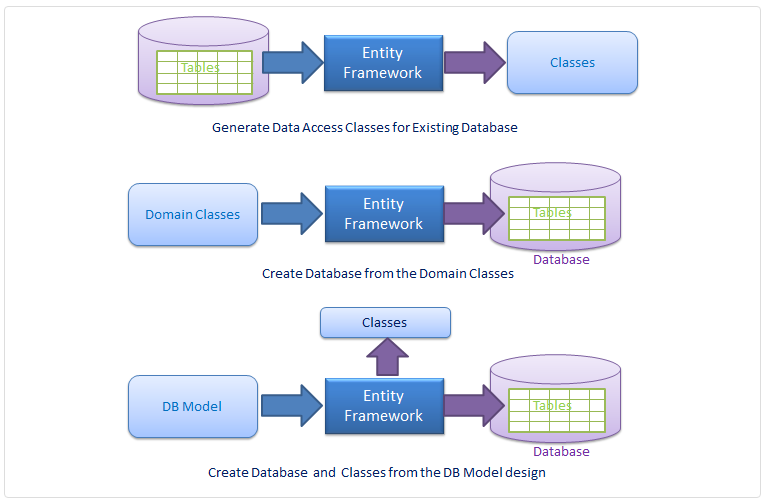 Tables
Entity
Framework
Classes
Generate Data Access Classes for Existing Database
Domain Classes
Entity
Framework
Tables
Database
Create Database from the Domain Classes
Classes
DB Model
Entity
Framework
Tables
Database
Create Database and Classes from the DB Model design